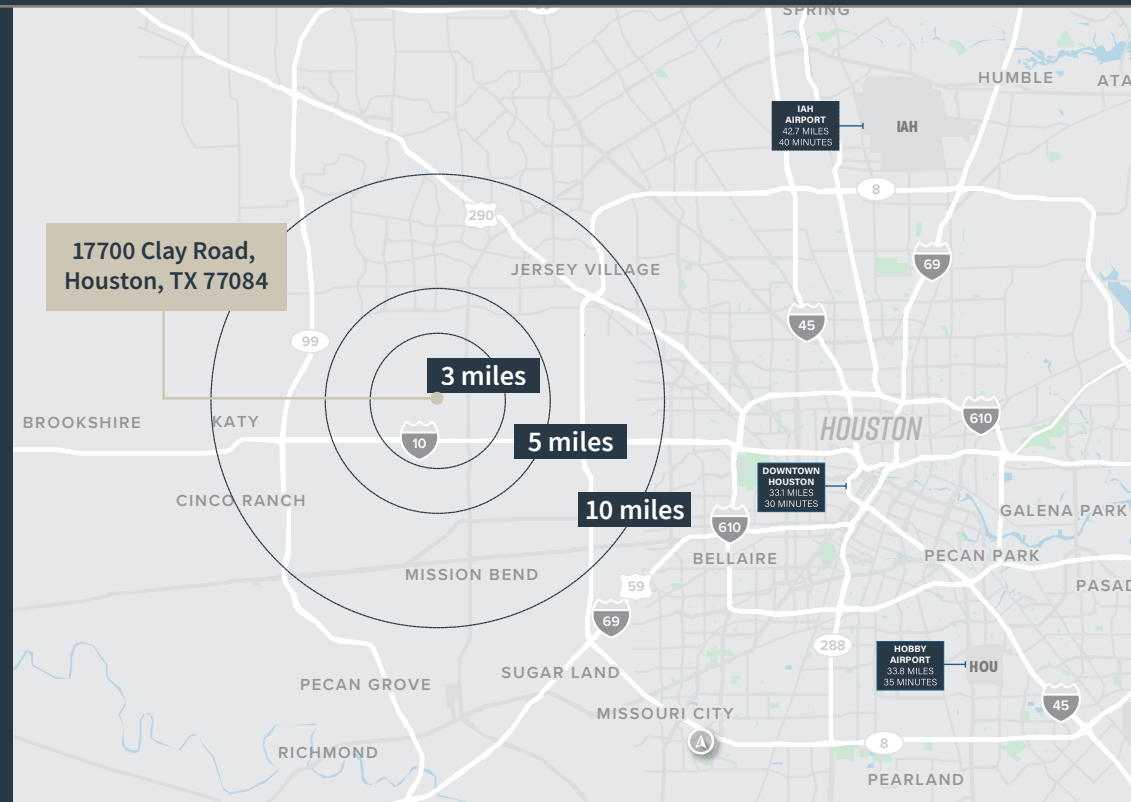 SPRING
HUMBLE
ATA
IAH
AIRPORT
42.7 MILES
40 MINUTES
IAH
8
290
17700 Clay Road,
Houston, TX 77084
JERSEY VILLAGE
69
45
99
3 miles
BROOKSHIRE
KATY
10
5 miles
HOUSTON
610
DOWNTOWN
HOUSTON
33.1 MILES
30 MINUTES
CINCO RANCH
10 miles
610
GALENA PARK
BELLAIRE
PECAN PARK
MISSION BEND
59
PASAD
69
288
HOBBY
AIRPORT
33.8 MILES
35 MINUTES
HOU
SUGAR LAND
PECAN GROVE
45
MISSOURI CITY
8
RICHMOND
PEARLAND